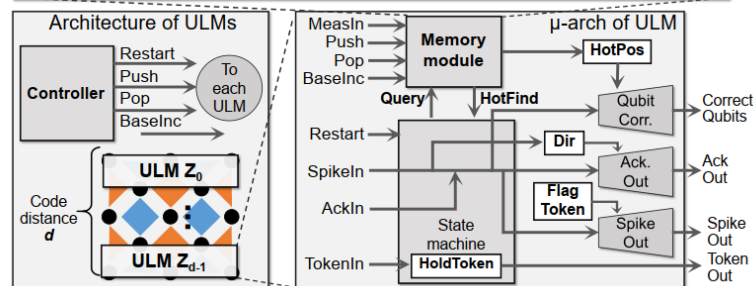 Architecture of ULMs
Controller
Restart
Push
Pop
BaseInc
To
each
ULM
Code
distance
d
ULM Z0
ULM Zd-1
μ-arch of ULM
MeasIn
Push
Pop
BaseInc
Memory
module
HotPos
Query
HotFind
Qubit
Corr.
Correct
Qubits
Restart
SpikeIn
AckIn
Dir
Ack.
Out
Ack
Out
Flag
Token
State
machine
Spike
Out
Spike
Out
TokenIn
HoldToken
Token
Out